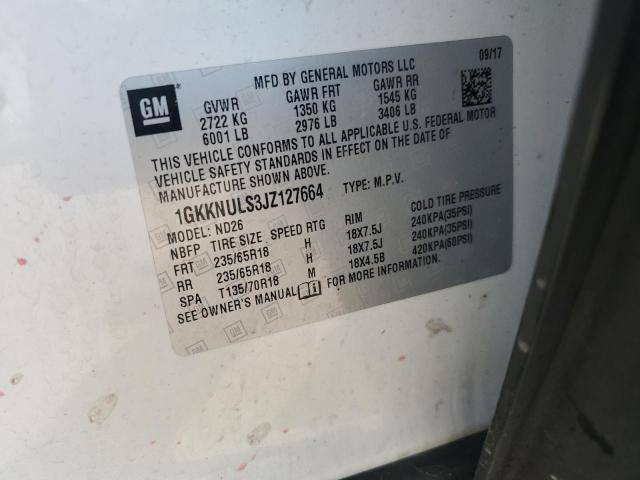 MFD BY GENERAL MOTORS LLC 09/17
GM
GVWR GAWR FRT GAWR RR
2722 KG 1350 KG 1545 KG
6001 LB 2976 LB 3406 LB
THIS VEHICLE CONFORMS TO ALL APPLICABLE U.S. FEDERAL MOTOR
VEHICLE SAFETY STANDARDS IN EFFECT ON THE DATE OF
MANUFACTURE SHOWN ABOVE.
1GKKNULS3JZ127664 TYPE: M.P.V.
MODEL: ND26
NBFP TIRE SIZE SPEED RTG RIM COLD TIRE PRESSURE
FRT 235/65R18 H 18X7.5J 240KPA(35PSI)
RR 235/65R18 H 18X7.5J 240KPA(35PSI)
SPA T135/70R18 M 18X4.5B 420KPA(60PSI)
SEE OWNER'S MANUAL FOR MORE INFORMATION.